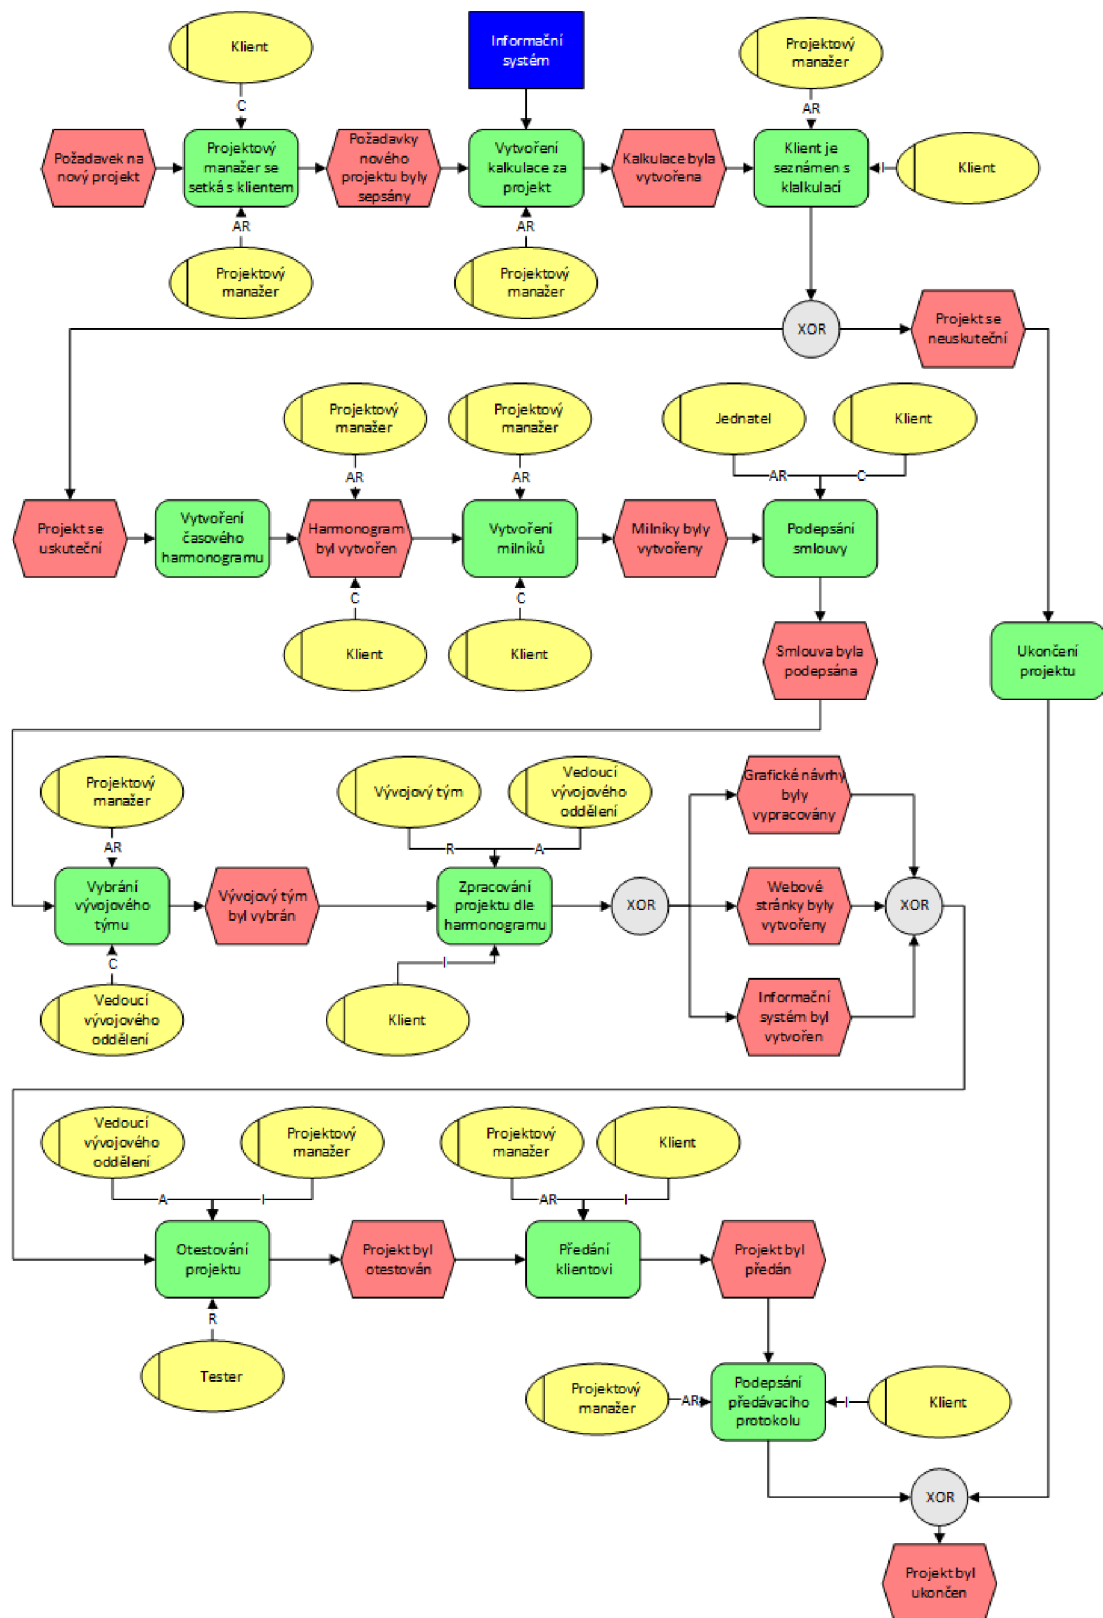 Klient
Informační
systém
Projektový
manažer
C
AR
Požadavek na
nový projekt
Projektový
manažer se
setká s klientem
Požadavky
nového
projektu byly
sepsány
Vytvoření
kalkulace za
projekt
Kalkulace byla
vytvořena
Klient je
seznámen s
klalkulací
I
Klient
AR
AR
Projektový
manažer
Projektový
manažer
XOR
Projekt se
neuskuteční
Projektový
manažer
Projektový
manažer
Jednatel
Klient
AR
AR
AR
C
Projekt se
uskuteční
Vytvoření
časového
harmonogramu
Harmonogram
byl vytvořen
Vytvoření
milníků
Milníky byly
vytvořeny
Podepsání
smlouvy
C
C
Klient
Klient
Smlouva byla
podepsána
Ukončení
projektu
Projektový
manažer
Vývojový tým
Vedoucí
vývojového
oddělení
Grafické návrhy
byly
vypracovány
AR
R
A
Vybrání
vývojového
týmu
Vývojový tým
byl vybrán
Zpracování
projektu dle
harmonogramu
XOR
Webové
stránky byly
vytvořeny
XOR
C
I
Vedoucí
vývojového
oddělení
Klient
Informační
systém byl
vytvořen
Vedoucí
vývojového
oddělení
Projektový
manažer
Projektový
manažer
Klient
A
I
AR
I
Otestování
projektu
Projekt byl
otestován
Předání
klientovi
Projekt byl
předán
R
Tester
Projektový
manažer
AR
Podepsání
předávacího
protokolu
I
Klient
XOR
Projekt byl
ukončen